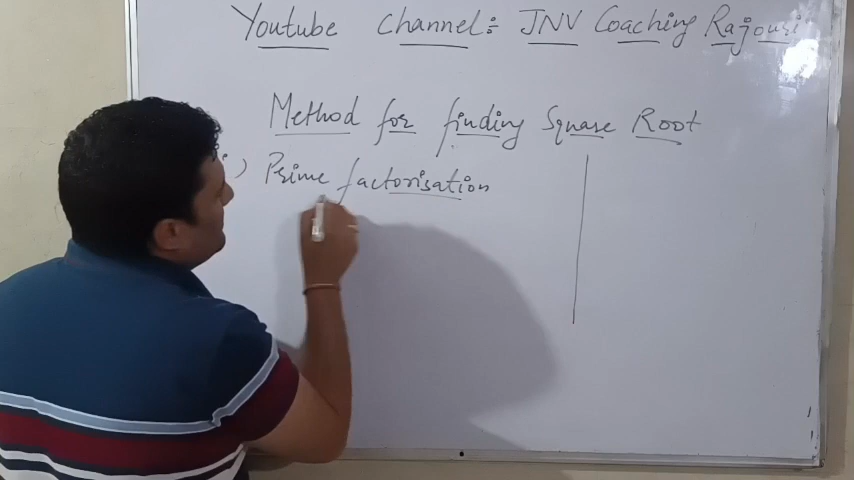 Youtube channel:- JNV Coaching Rajouri
Method for finding Square Root
i) Prime factorisation